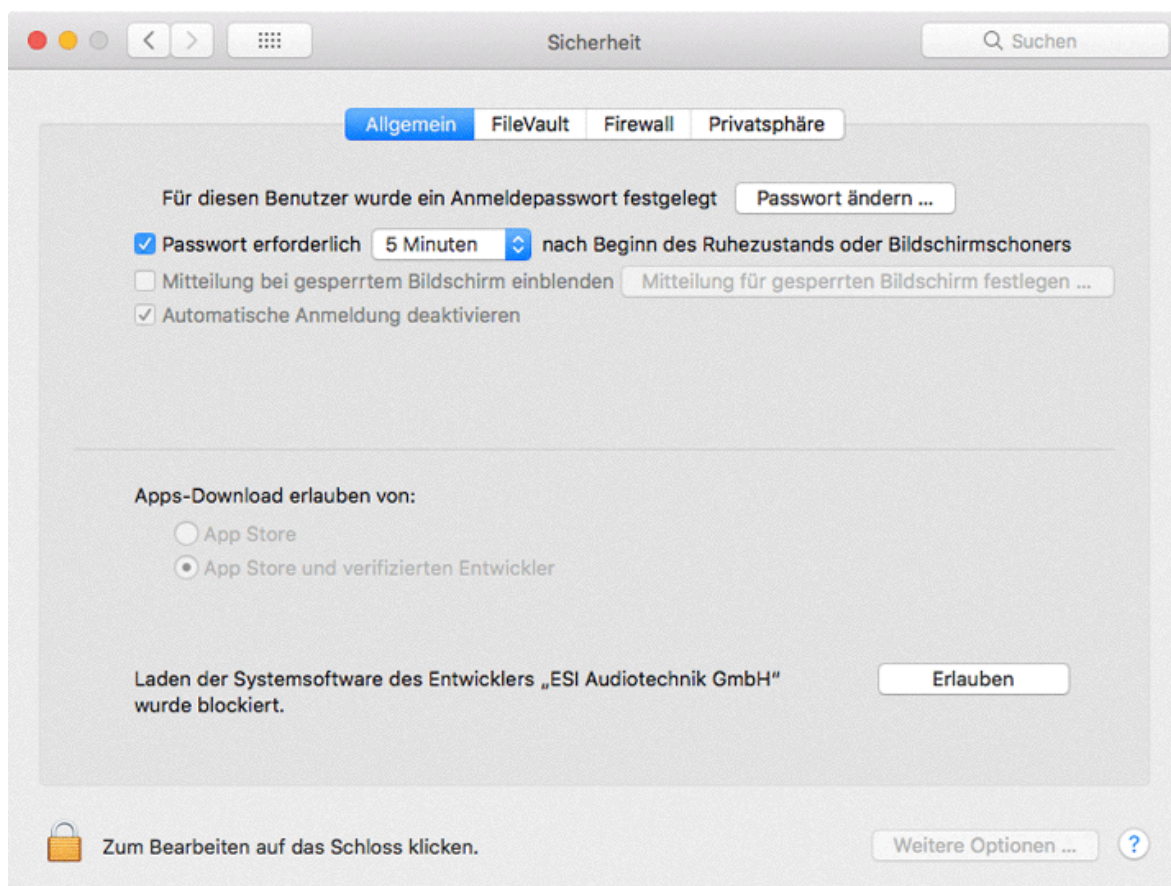 Sicherheit
Suchen
Allgemein FileVault Firewall Privatsphäre
Für diesen Benutzer wurde ein Anmeldepasswort festgelegt Passwort ändern ...
Passwort erforderlich 5 Minuten nach Beginn des Ruhezustands oder Bildschirmschoners
Mitteilung bei gesperrtem Bildschirm einblenden Mitteilung für gesperrten Bildschirm festlegen ...
Automatische Anmeldung deaktivieren
Apps-Download erlauben von:
App Store
App Store und verifizierten Entwickler
Laden der Systemsoftware des Entwicklers „ESI Audiotechnik GmbH"
wurde blockiert.
Erlauben
Zum Bearbeiten auf das Schloss klicken.
Weitere Optionen ... ?